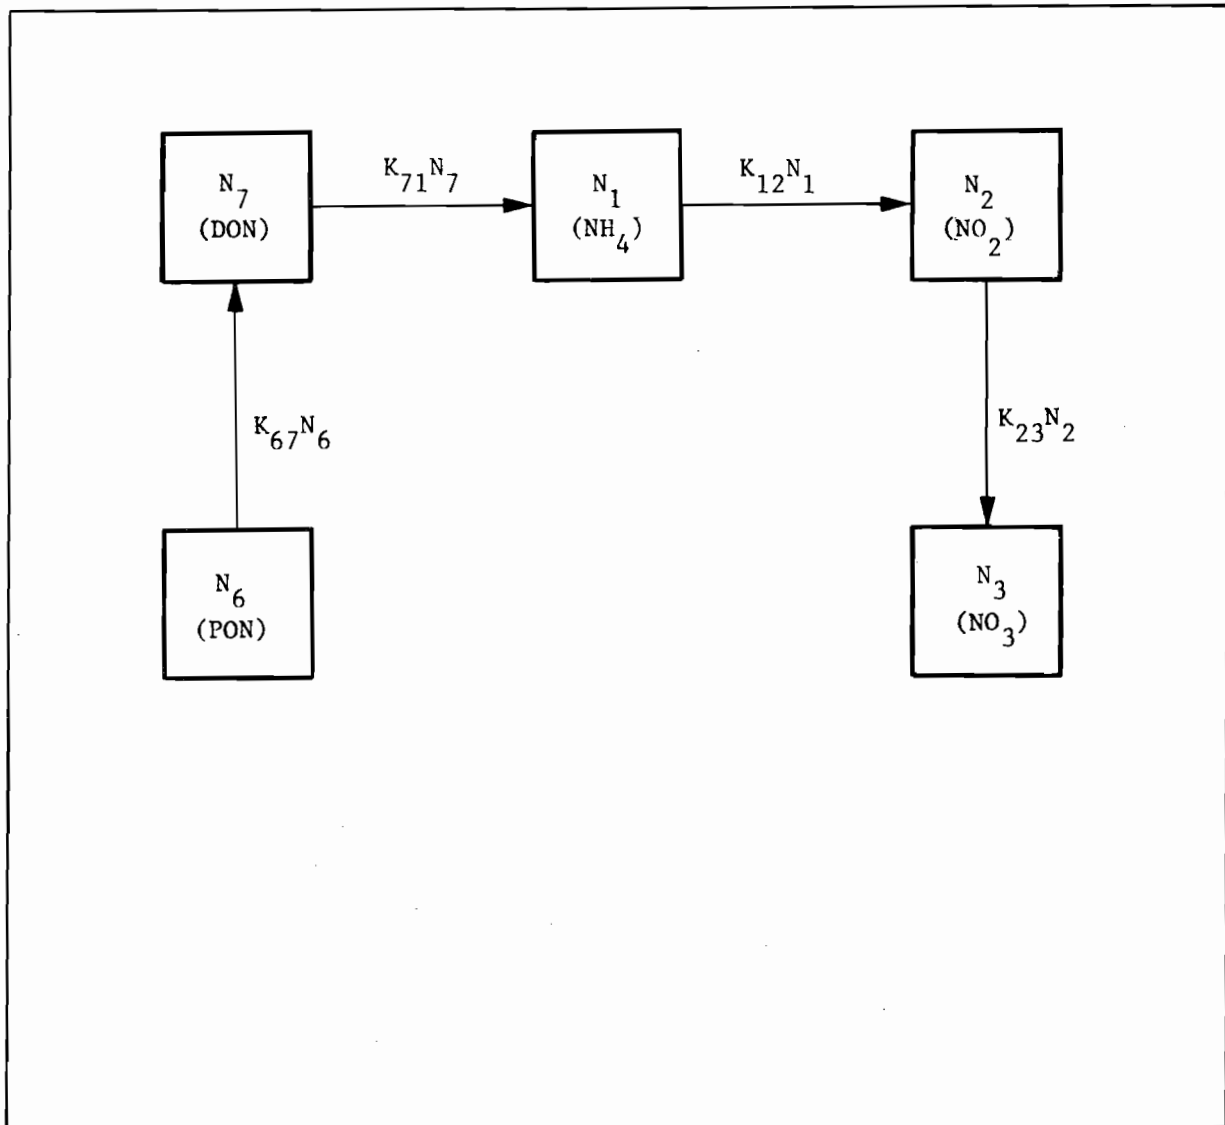 N₇
(DON)
K₇₁N₇
N₁
(NH₄)
K₁₂N₁
N₂
(NO₂)
K₆₇N₆
K₂₃N₂
N₆
(PON)
N₃
(NO₃)